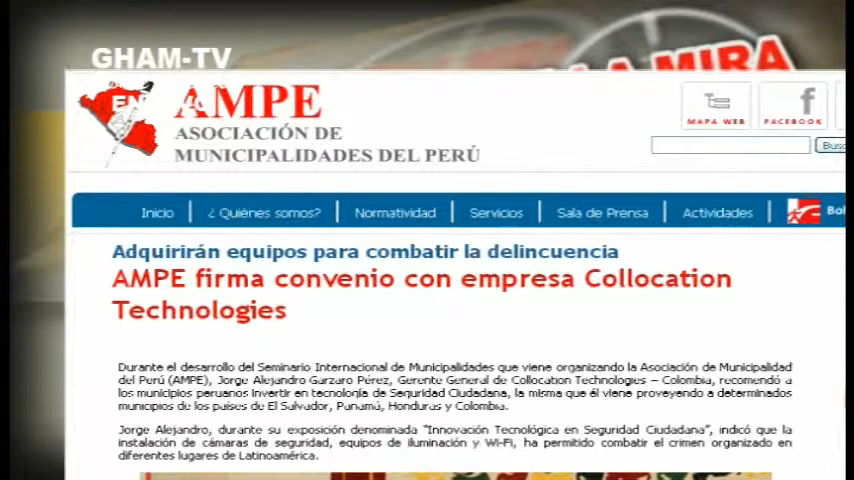 GHAM-TV
LA MIRA
EN VIVO
AMPE
ASOCIACIÓN DE
MUNICIPALIDADES DEL PERÚ
MAPA WEB
FACEBOOK
Inicio
¿ Quiénes somos?
Normatividad
Servicios
Sala de Prensa
Actividades
Adquirirán equipos para combatir la delincuencia
AMPE firma convenio con empresa Collocation
Technologies
Durante el desarrollo del Seminario Internacional de Municipalidades que viene organizando la Asociación de Municipalidad
del Perú (AMPE), Jorge Alejandro Garzaro Pérez, Gerente General de Collocation Technologies – Colombia, recomendó a
los municipios peruanos invertir en tecnología de Seguridad Ciudadana, la misma que él viene proveyendo a determinados
municipios de los países de El Salvador, Panamá, Honduras y Colombia.
Jorge Alejandro, durante su exposición denominada "Innovación Tecnológica en Seguridad Ciudadana", indicó que la
instalación de cámaras de seguridad, equipos de iluminación y Wi-Fi, ha permitido combatir el crimen organizado en
diferentes lugares de Latinoamérica.